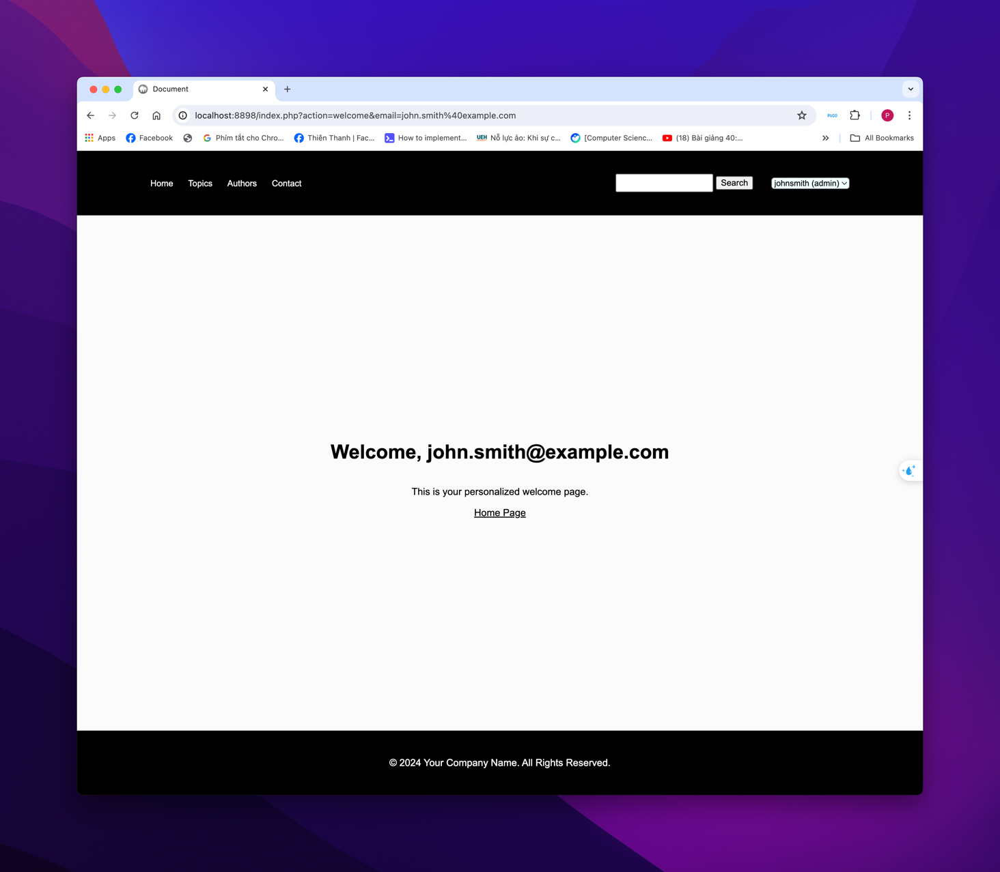 Document
localhost:8898/index.php?action=welcome&email=john.smith%40example.com
PUGO
P
Apps
Facebook
Phím tắt cho Chro...
Thiên Thanh | Fac...
How to implement...
UEH
Nỗ lực ảo: Khi sự c...
[Computer Scienc...
(18) Bài giảng 40:...
All Bookmarks
Home Topics Authors Contact
Search
johnsmith (admin)
Welcome, john.smith@example.com
This is your personalized welcome page.
Home Page
© 2024 Your Company Name. All Rights Reserved.